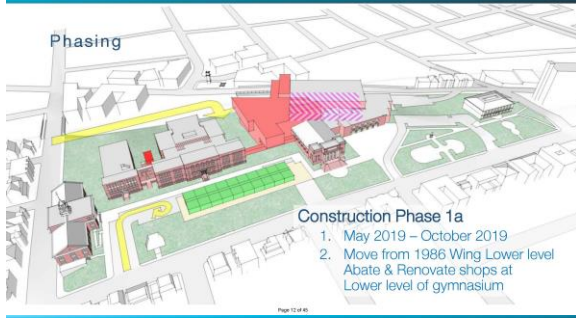 Phasing
Construction Phase 1a
1. May 2019 – October 2019
2. Move from 1986 Wing Lower level
Abate & Renovate shops at
Lower level of gymnasium
Page 12 of 45